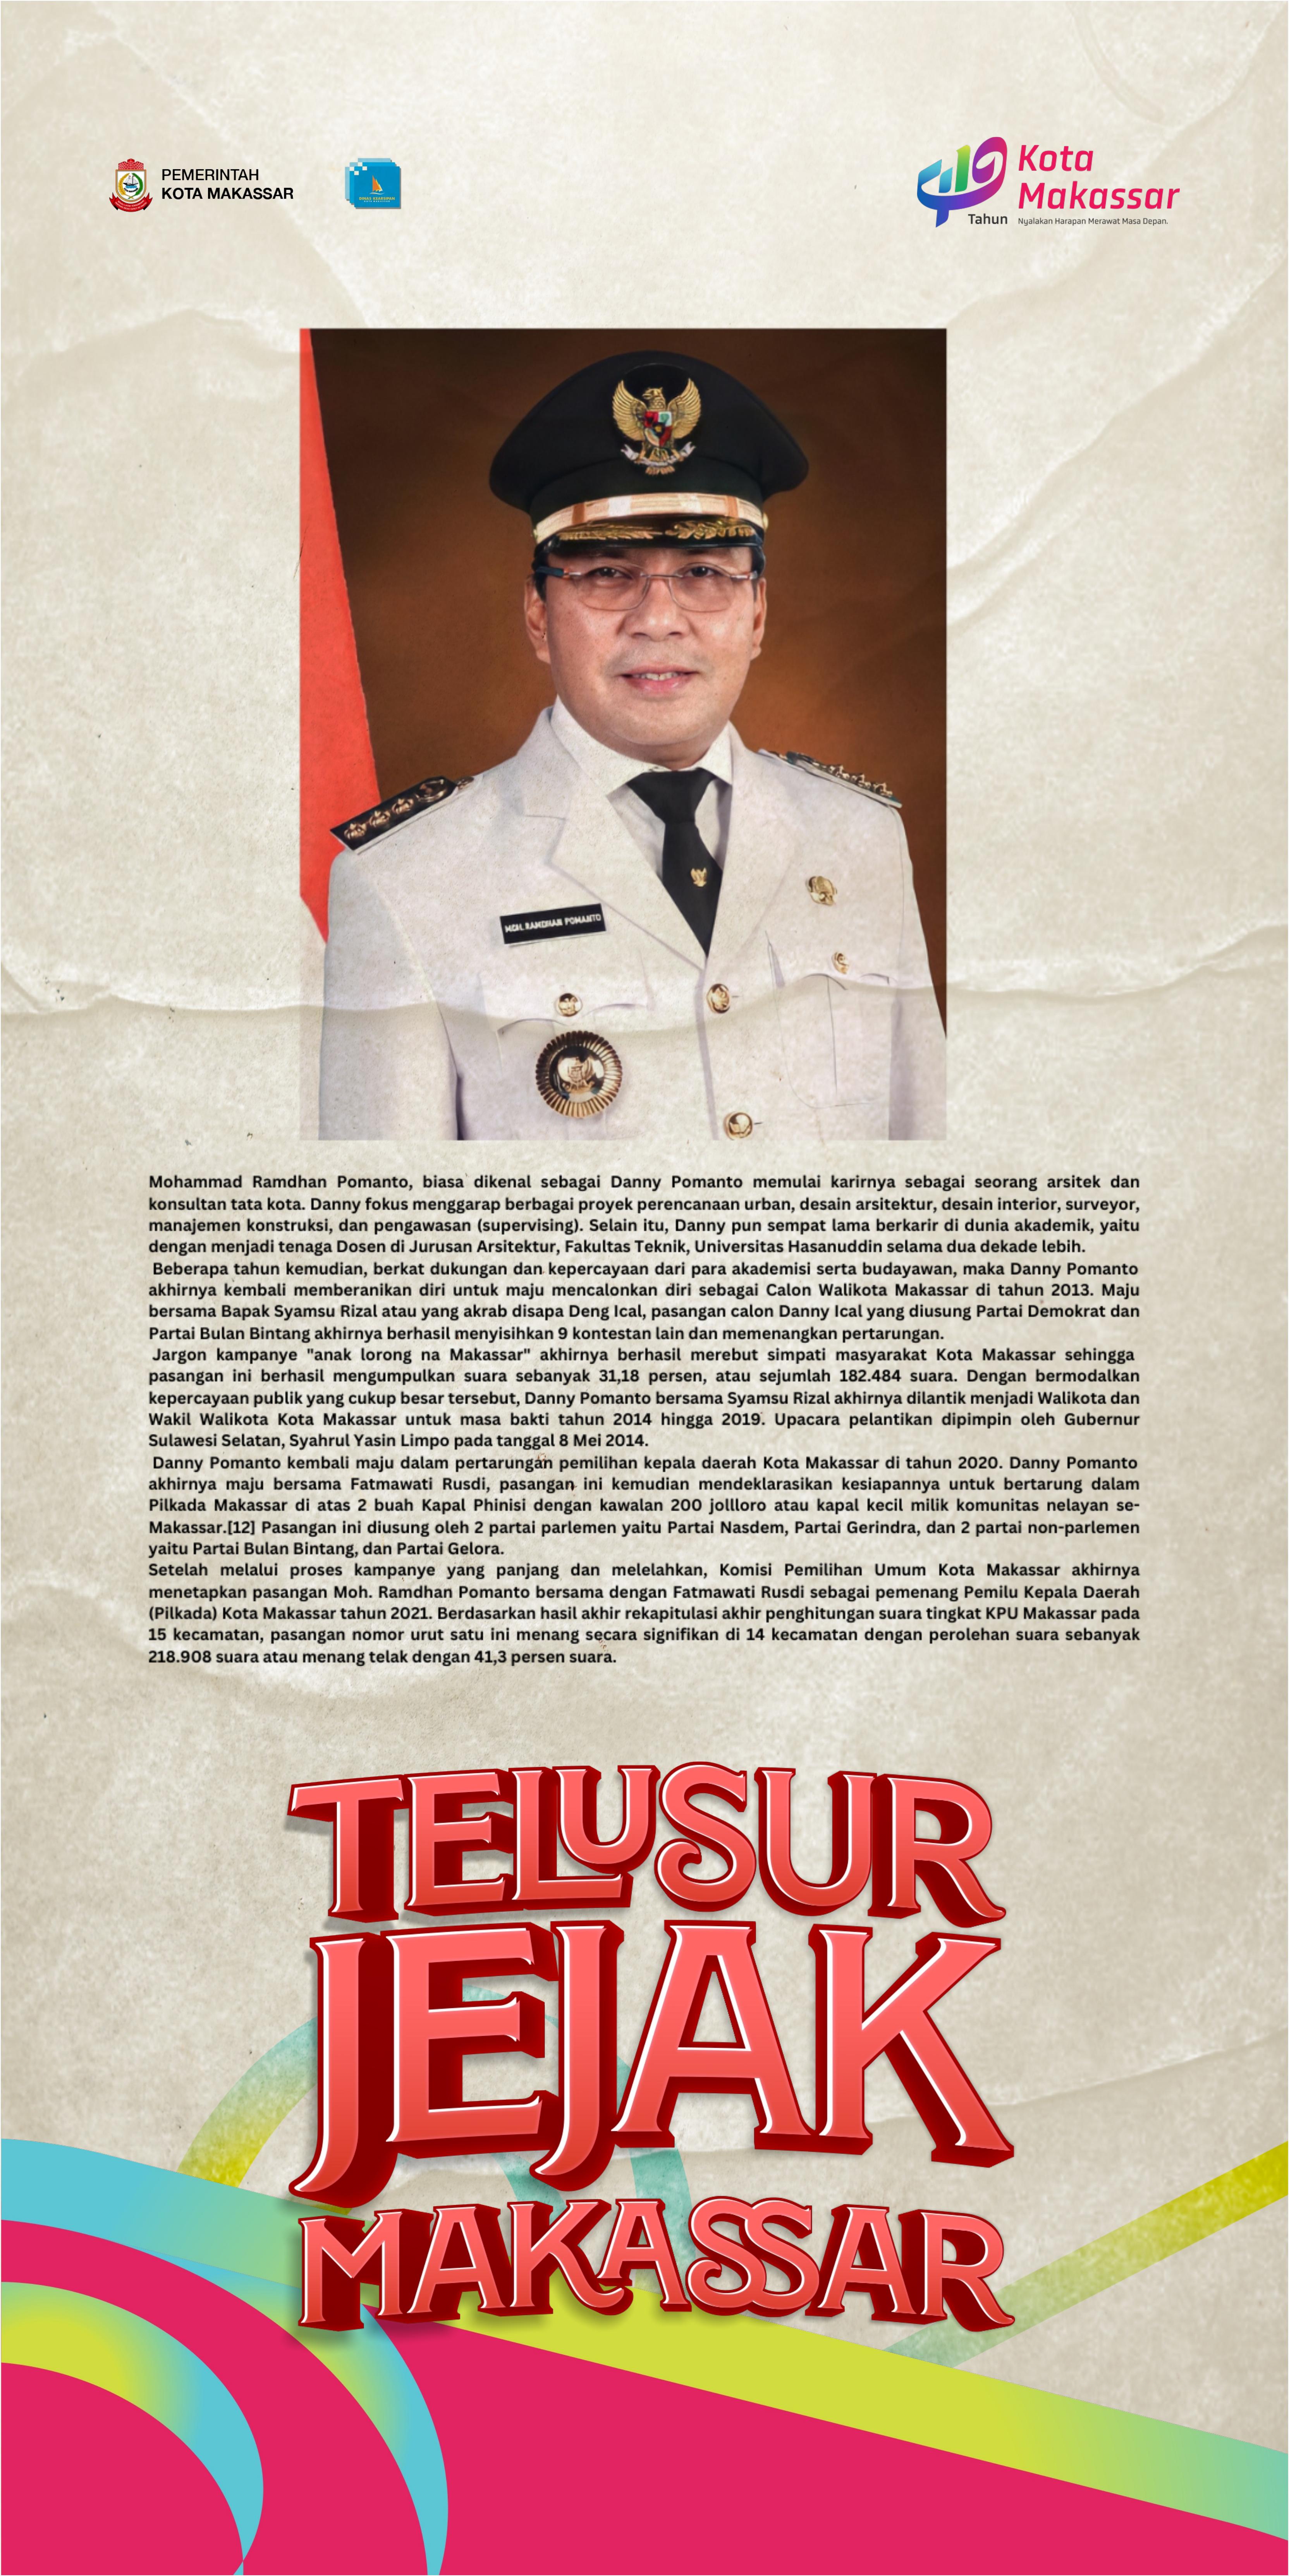 PEMERINTAH
KOTA MAKASSAR
419
Kota
Makassar
Tahun
Nyalakan Harapan Merawat Masa Depan.
MOH. RAMDHAN POMANTO
Mohammad Ramdhan Pomanto, biasa dikenal sebagai Danny Pomanto memulai karirnya sebagai seorang arsitek dan
konsultan tata kota. Danny fokus menggarap berbagai proyek perencanaan urban, desain arsitektur, desain interior, surveyor,
manajemen konstruksi, dan pengawasan (supervising). Selain itu, Danny pun sempat lama berkarir di dunia akademik, yaitu
dengan menjadi tenaga Dosen di Jurusan Arsitektur, Fakultas Teknik, Universitas Hasanuddin selama dua dekade lebih.
Beberapa tahun kemudian, berkat dukungan dan kepercayaan dari para akademisi serta budayawan, maka Danny Pomanto
akhirnya kembali memberanikan diri untuk maju mencalonkan diri sebagai Calon Walikota Makassar di tahun 2013. Maju
bersama Bapak Syamsu Rizal atau yang akrab disapa Deng Ical, pasangan calon Danny Ical yang diusung Partai Demokrat dan
Partai Bulan Bintang akhirnya berhasil menyisihkan 9 kontestan lain dan memenangkan pertarungan.
Jargon kampanye "anak lorong na Makassar" akhirnya berhasil merebut simpati masyarakat Kota Makassar sehingga
pasangan ini berhasil mengumpulkan suara sebanyak 31,18 persen, atau sejumlah 182.484 suara. Dengan bermodalkan
kepercayaan publik yang cukup besar tersebut, Danny Pomanto bersama Syamsu Rizal akhirnya dilantik menjadi Walikota dan
Wakil Walikota Kota Makassar untuk masa bakti tahun 2014 hingga 2019. Upacara pelantikan dipimpin oleh Gubernur
Sulawesi Selatan, Syahrul Yasin Limpo pada tanggal 8 Mei 2014.
Danny Pomanto kembali maju dalam pertarungan pemilihan kepala daerah Kota Makassar di tahun 2020. Danny Pomanto
akhirnya maju bersama Fatmawati Rusdi, pasangan ini kemudian mendeklarasikan kesiapannya untuk bertarung dalam
Pilkada Makassar di atas 2 buah Kapal Phinisi dengan kawalan 200 jollloro atau kapal kecil milik komunitas nelayan se-
Makassar.[12] Pasangan ini diusung oleh 2 partai parlemen yaitu Partai Nasdem, Partai Gerindra, dan 2 partai non-parlemen
yaitu Partai Bulan Bintang, dan Partai Gelora.
Setelah melalui proses kampanye yang panjang dan melelahkan, Komisi Pemilihan Umum Kota Makassar akhirnya
menetapkan pasangan Moh. Ramdhan Pomanto bersama dengan Fatmawati Rusdi sebagai pemenang Pemilu Kepala Daerah
(Pilkada) Kota Makassar tahun 2021. Berdasarkan hasil akhir rekapitulasi akhir penghitungan suara tingkat KPU Makassar pada
15 kecamatan, pasangan nomor urut satu ini menang secara signifikan di 14 kecamatan dengan perolehan suara sebanyak
218.908 suara atau menang telak dengan 41,3 persen suara.
TELUSUR
JEJAK
MAKASSAR